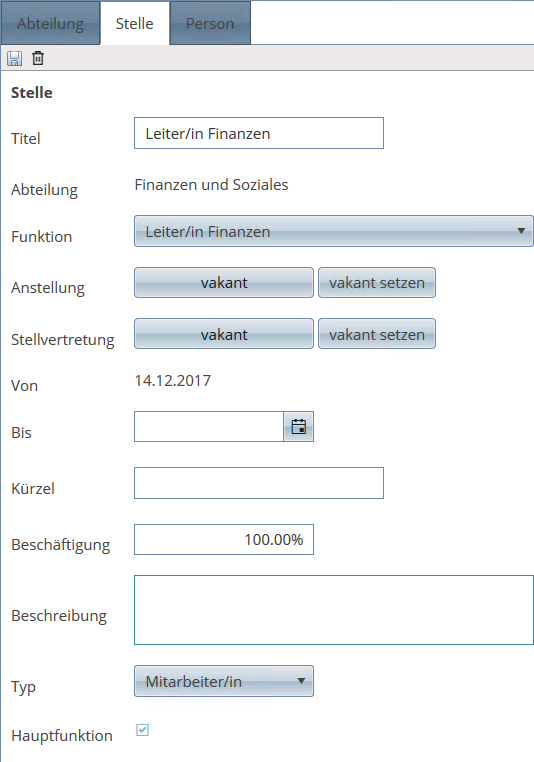 Abteilung Stelle Person
Stelle
Titel Leiter/in Finanzen
Abteilung Finanzen und Soziales
Funktion Leiter/in Finanzen
Anstellung vakant vakant setzen
Stellvertretung vakant vakant setzen
Von 14.12.2017
Bis
Kürzel
Beschäftigung 100.00%
Beschreibung
Typ Mitarbeiter/in
Hauptfunktion